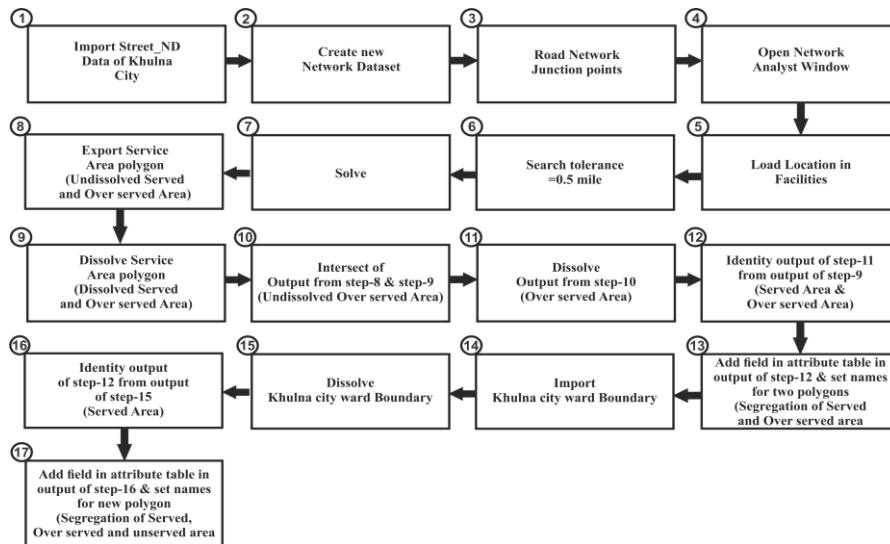 1
Import Street_ND
Data of Khulna
City
2
Create new
Network Dataset
3
Road Network
Junction points
4
Open Network
Analyst Window
5
Load Location in
Facilities
6
Search tolerance
=0.5 mile
7
Solve
8
Export Service
Area polygon
(Undissolved Served
and Over served Area)
9
Dissolve Service
Area polygon
(Dissolved Served
and Over served Area)
10
Intersect of
Output from step-8 & step-9
(Undissolved Over served Area)
11
Dissolve
Output from step-10
(Over served Area)
12
Identity output of step-11
from output of step-9
(Served Area &
Over served Area)
13
Add field in attribute table in
output of step-12 & set names
for two polygons
(Segregation of Served
and Over served area
14
Import
Khulna city ward Boundary
15
Dissolve
Khulna city ward Boundary
16
Identity output
of step-12 from output
of step-15
(Served Area)
17
Add field in attribute table in
output of step-16 & set names
for new polygon
(Segregation of Served,
Over served and unserved area